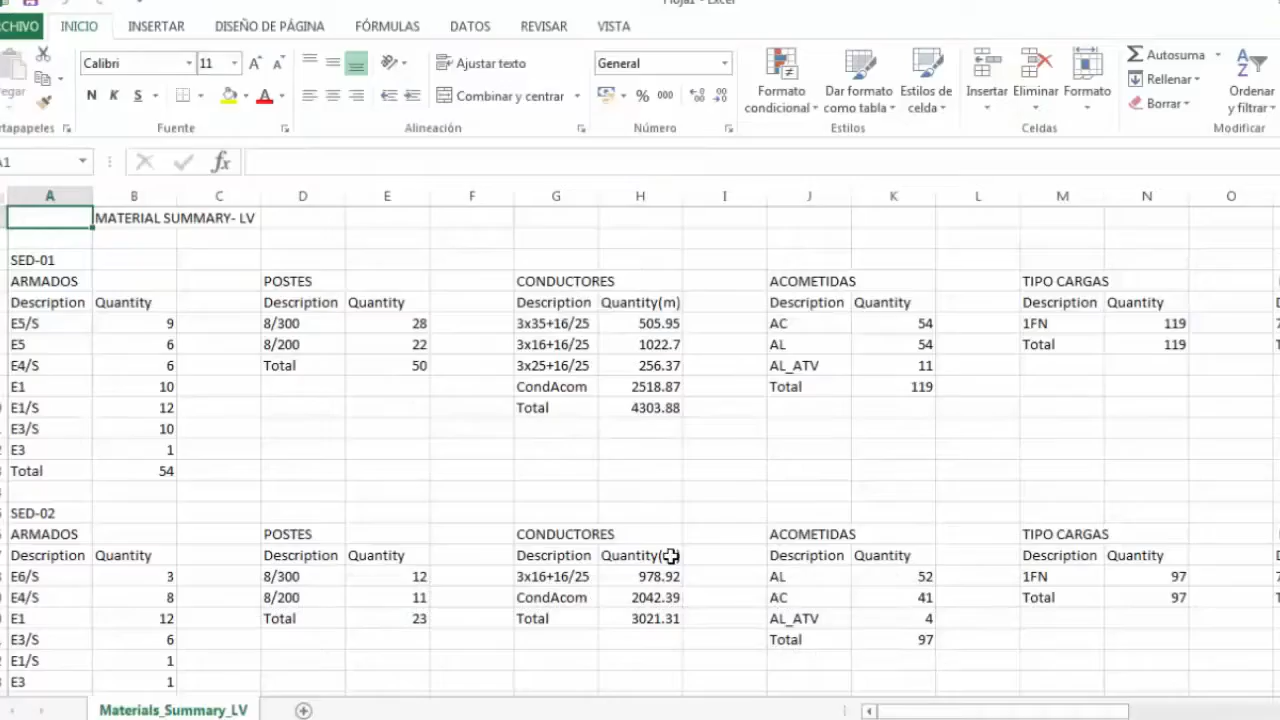 Hoja1 - Excel
CHIVO INICIO INSERTAR DISEÑO DE PÁGINA FÓRMULAS DATOS REVISAR VISTA
Calibri 11 Ajustar texto General Autosuma
egar N K S Combinar y centrar % 000 Formato condicional Dar formato como tabla Estilos de celda Insertar Eliminar Formato Rellenar Borrar Ordenar y filtrar
rtapapeles Fuente Alineación Número Estilos Celdas Modificar
A1 fx
A B C D E F G H I J K L M N O
MATERIAL SUMMARY- LV
SED-01
ARMADOS POSTES CONDUCTORES ACOMETIDAS TIPO CARGAS
Description Quantity Description Quantity Description Quantity(m) Description Quantity Description Quantity
E5/S 9 8/300 28 3x35+16/25 505.95 AC 54 1FN 119
E5 6 8/200 22 3x16+16/25 1022.7 AL 54 Total 119
E4/S 6 Total 50 3x25+16/25 256.37 AL_ATV 11
E1 10 CondAcom 2518.87 Total 119
E1/S 12 Total 4303.88
E3/S 10
E3 1
Total 54
SED-02
ARMADOS POSTES CONDUCTORES ACOMETIDAS TIPO CARGAS
Description Quantity Description Quantity Description Quantity( Description Quantity Description Quantity
E6/S 3 8/300 12 3x16+16/25 978.92 AL 52 1FN 97
E4/S 8 8/200 11 CondAcom 2042.39 AC 41 Total 97
E1 12 Total 23 Total 3021.31 AL_ATV 4
E3/S 6 Total 97
E1/S 1
E3 1
Materials_Summary_LV